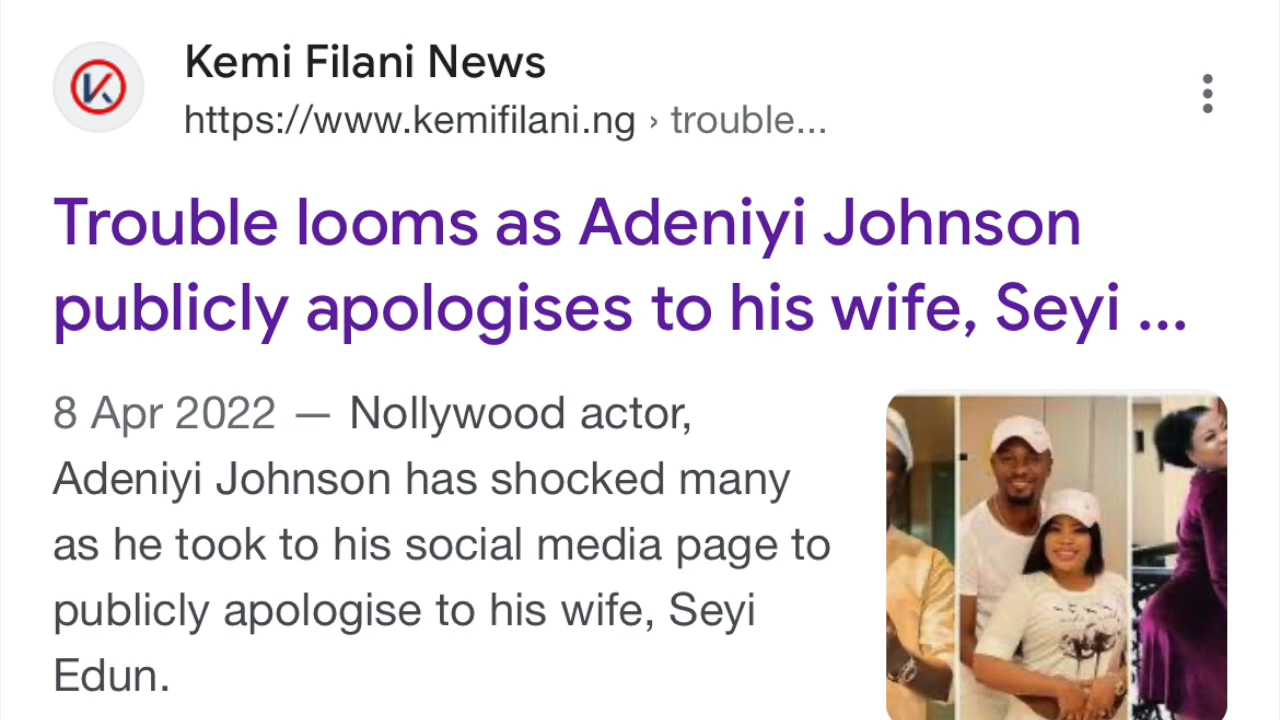 Kemi Filani News
https://www.kemifilani.ng › trouble...
Trouble looms as Adeniyi Johnson
publicly apologises to his wife, Seyi ...
8 Apr 2022 — Nollywood actor,
Adeniyi Johnson has shocked many
as he took to his social media page to
publicly apologise to his wife, Seyi
Edun.